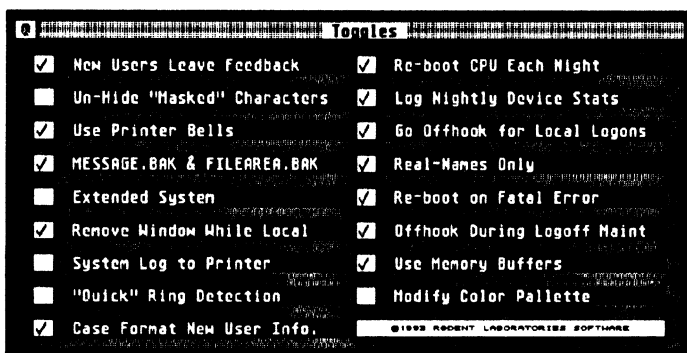 Toggles
New Users Leave Feedback
Un-Hide "Masked" Characters
Use Printer Bells
MESSAGE.BAK & FILEAREA.BAK
Extended System
Remove Window While Local
System Log to Printer
"Quick" Ring Detection
Case Format New User Info.
Re-boot CPU Each Night
Log Nightly Device Stats
Go Offhook for Local Logons
Real-Names Only
Re-boot on Fatal Error
Offhook During Logoff Maint
Use Memory Buffers
Modify Color Pallette
©1992 RODENT LABORATORIES SOFTWARE